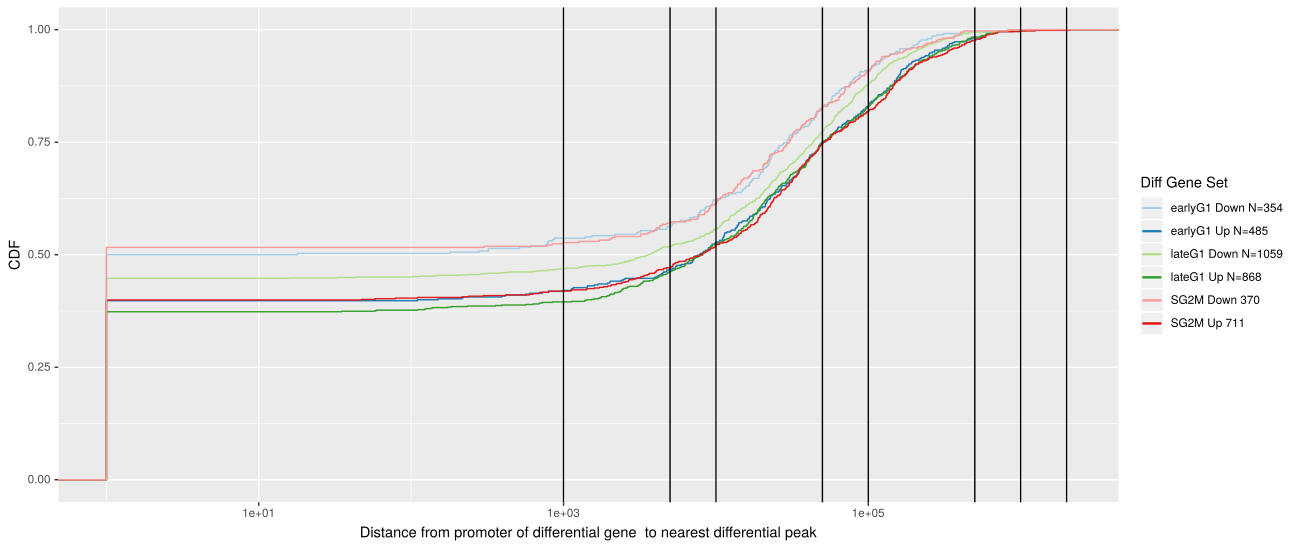 1.00
0.75
0.50
0.25
0.00
CDF
1e+01
1e+03
1e+05
Distance from promoter of differential gene  to nearest differential peak
Diff Gene Set
earlyG1 Down N=354
earlyG1 Up N=485
lateG1 Down N=1059
lateG1 Up N=868
SG2M Down 370
SG2M Up 711